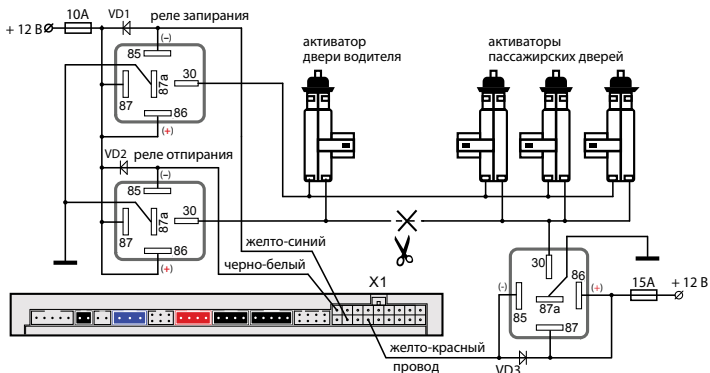 10А
VD1
реле запирания
+ 12 В
(–)
85
30
87
87а
86
(+)
активатор
двери водителя
активаторы
пассажирских дверей
VD2
реле отпирания
(–)
85
30
87
87а
86
(+)
желто-синий
черно-белый
X1
30
86
(-)
(+)
15А
+ 12 В
85
87а
87
желто-красный
провод
VD3